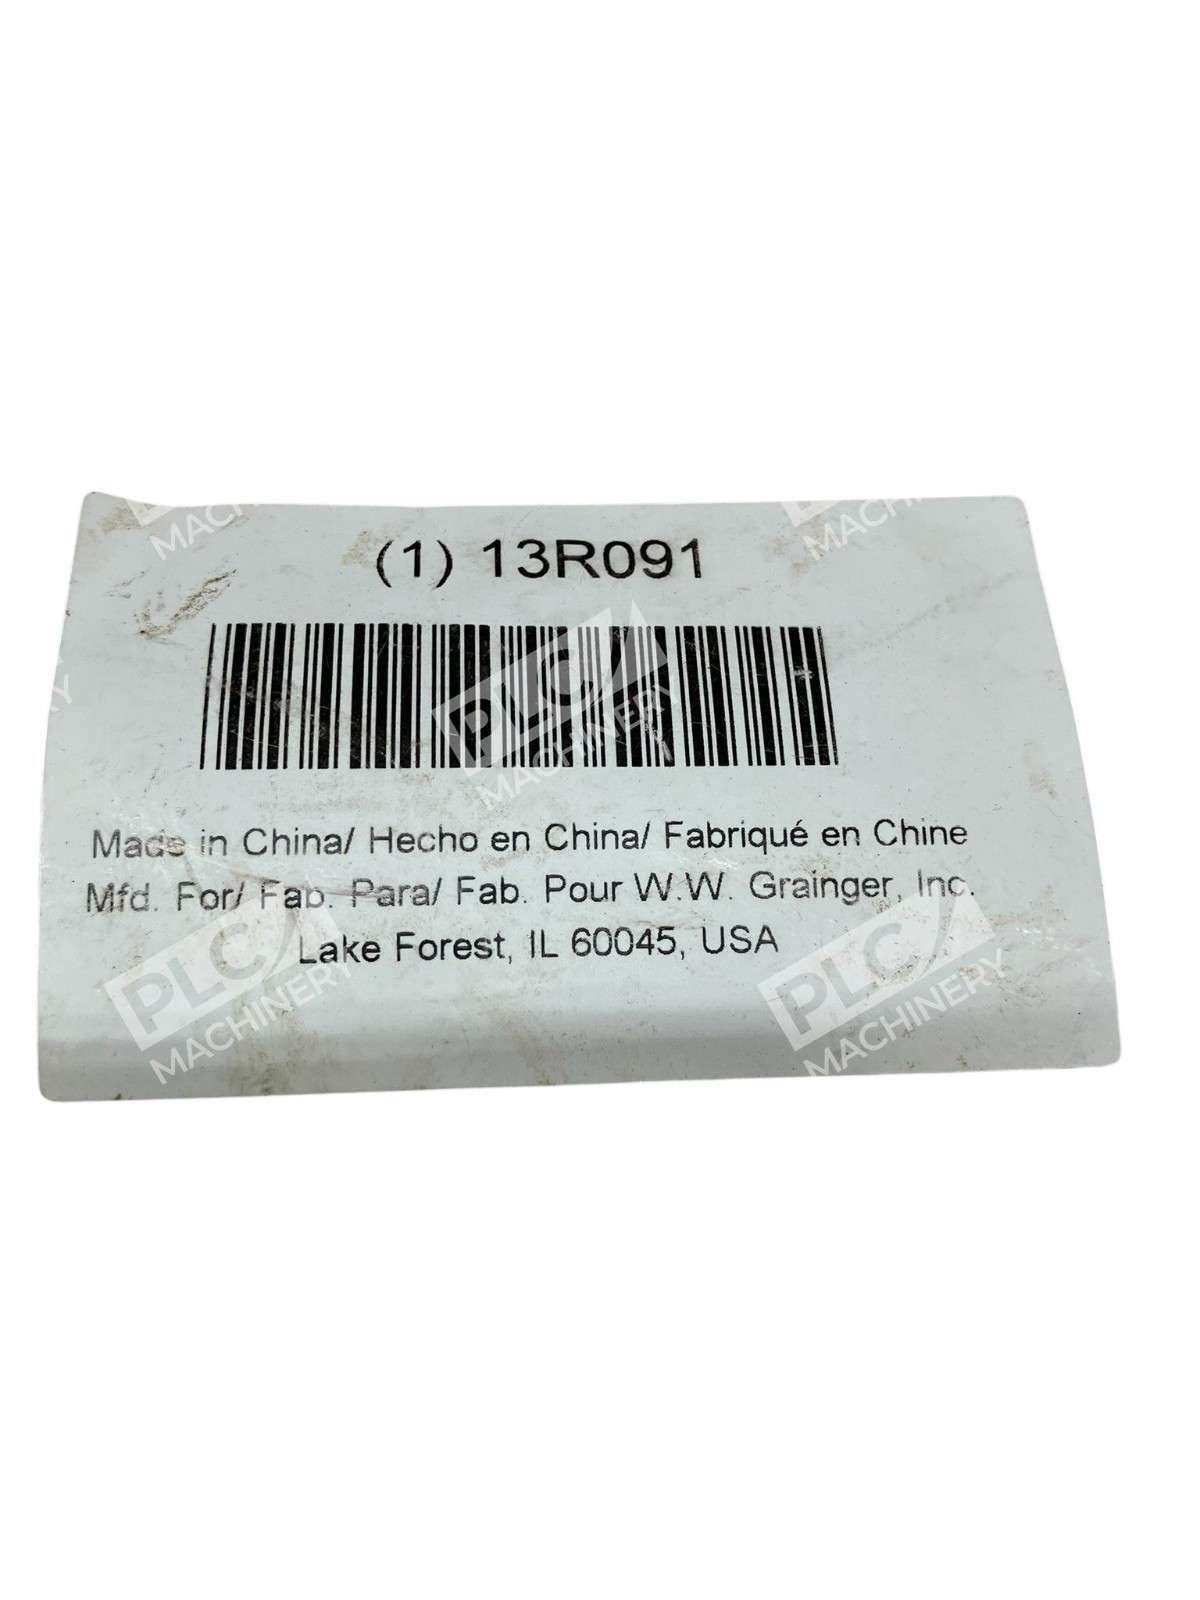 (1) 13R091
Made in China/ Hecho en China/ Fabriqué en Chine
Mfd. For/ Fab. Para/ Fab. Pour W.W. Grainger, Inc.
Lake Forest, IL 60045, USA
PLC MACHINERY
MACHINERY
MACHINERY
PLC MACHINERY
PLC MACHINERY